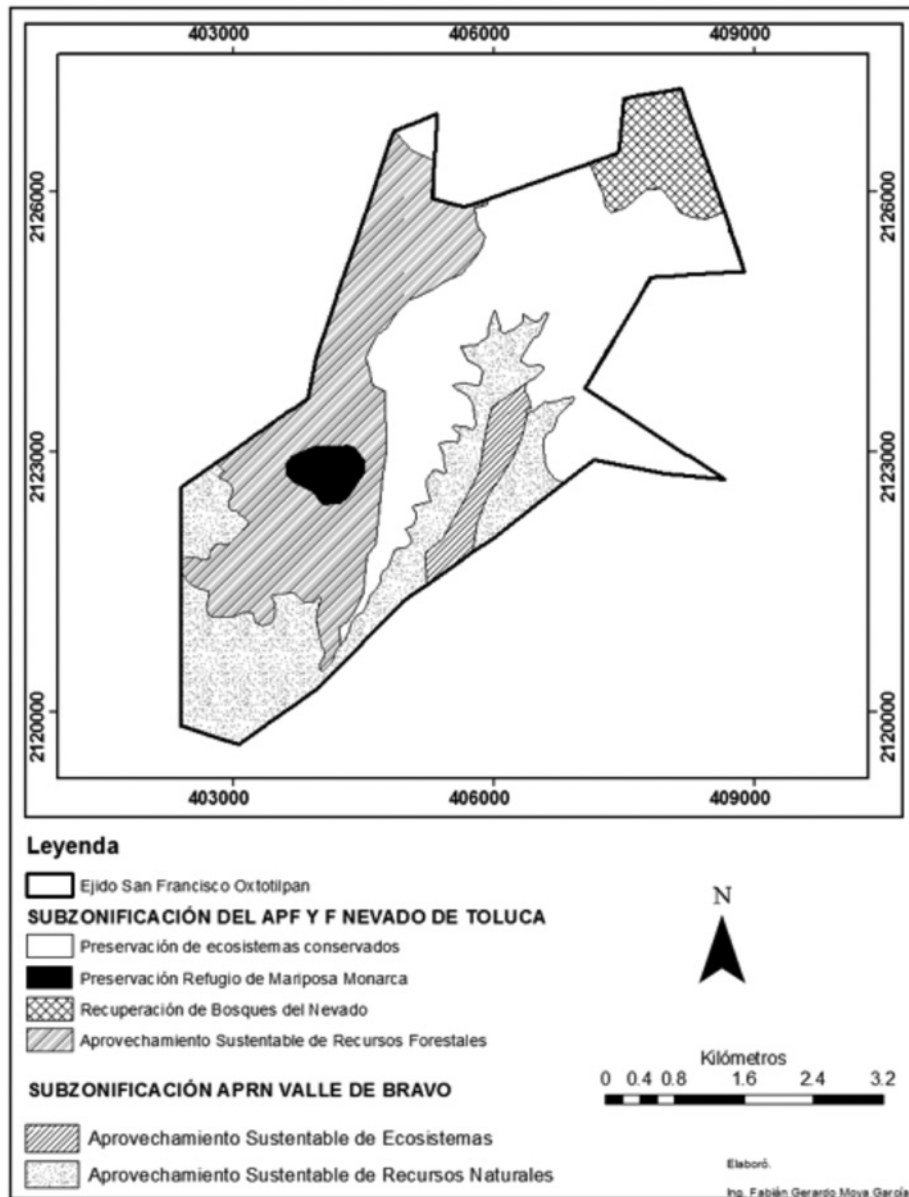 403000 406000 409000
2126000 2126000
2123000 2123000
2120000 2120000
403000 406000 409000
Leyenda
Ejido San Francisco Oxtotilpan
SUBZONIFICACIÓN DEL APF Y F NEVADO DE TOLUCA
Preservación de ecosistemas conservados
Preservación Refugio de Mariposa Monarca
Recuperación de Bosques del Nevado
Aprovechamiento Sustentable de Recursos Forestales
SUBZONIFICACIÓN APRN VALLE DE BRAVO
Aprovechamiento Sustentable de Ecosistemas
Aprovechamiento Sustentable de Recursos Naturales
N
Kilómetros
0 0.4 0.8 1.6 2.4 3.2
Elaboró.
Ing. Fabián Gerardo Moya García